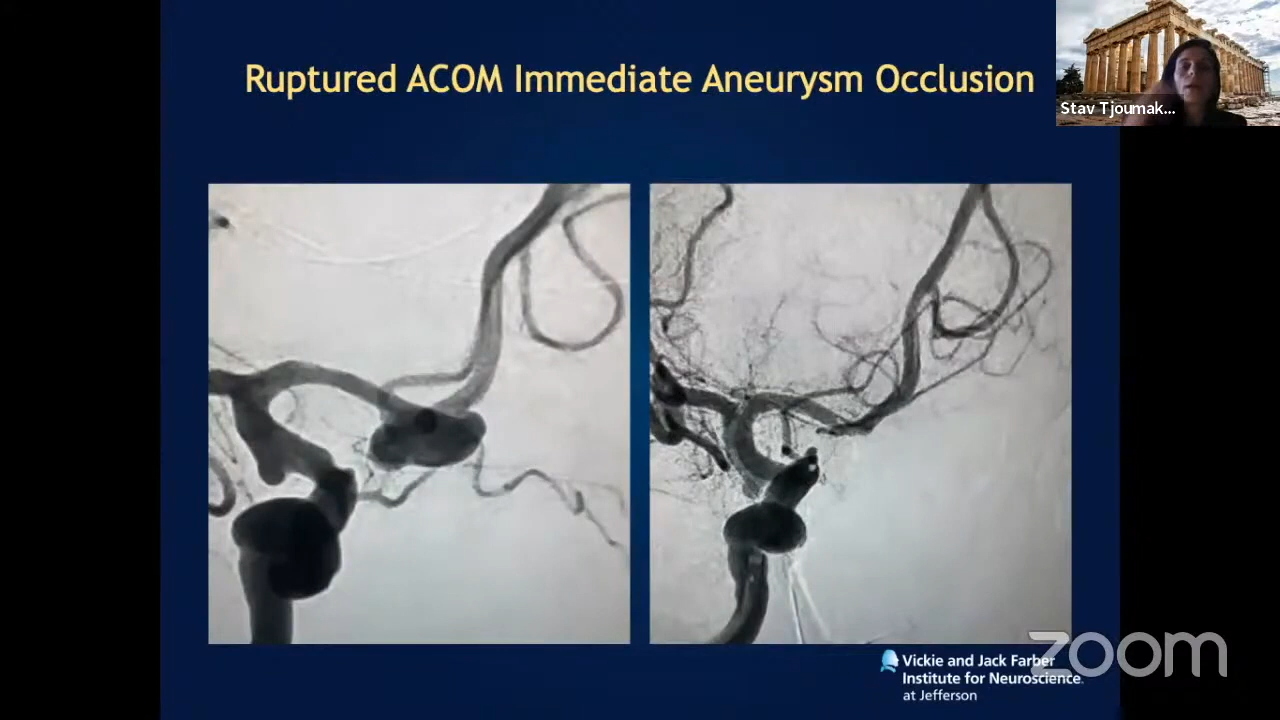 Ruptured ACOM Immediate Aneurysm Occlusion
Stav Tjoumak...
Vickie and Jack Farber
Institute for Neuroscience
at Jefferson
zoom